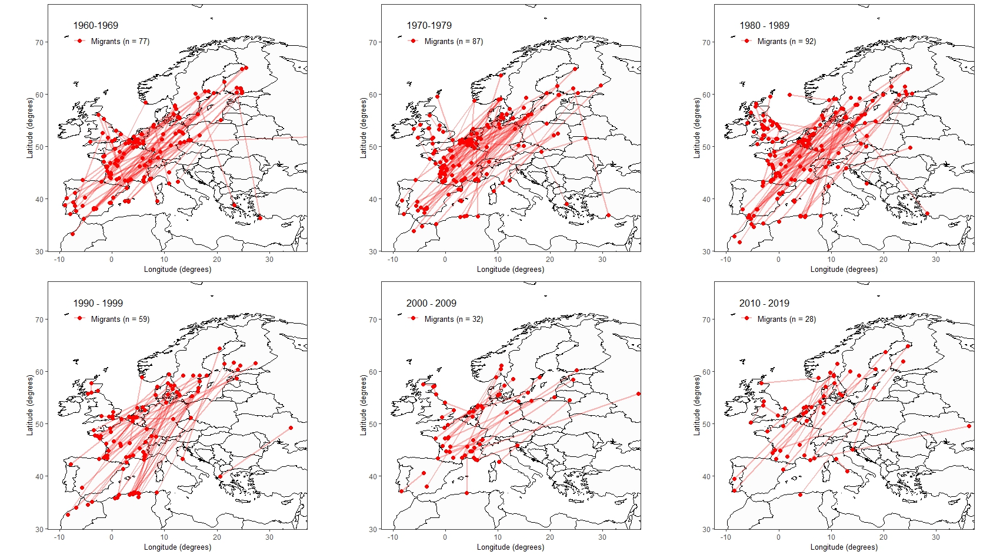 1960-1969
Migrants (n = 77)
70
60
50
40
30
Latitude (degrees)
-10 0 10 20 30
Longitude (degrees)
1970-1979
Migrants (n = 87)
70
60
50
40
30
Latitude (degrees)
-10 0 10 20 30
Longitude (degrees)
1980 - 1989
Migrants (n = 92)
70
60
50
40
30
Latitude (degrees)
-10 0 10 20 30
Longitude (degrees)
1990 - 1999
Migrants (n = 59)
70
60
50
40
30
Latitude (degrees)
-10 0 10 20 30
Longitude (degrees)
2000 - 2009
Migrants (n = 32)
70
60
50
40
30
Latitude (degrees)
-10 0 10 20 30
Longitude (degrees)
2010 - 2019
Migrants (n = 28)
70
60
50
40
30
Latitude (degrees)
-10 0 10 20 30
Longitude (degrees)